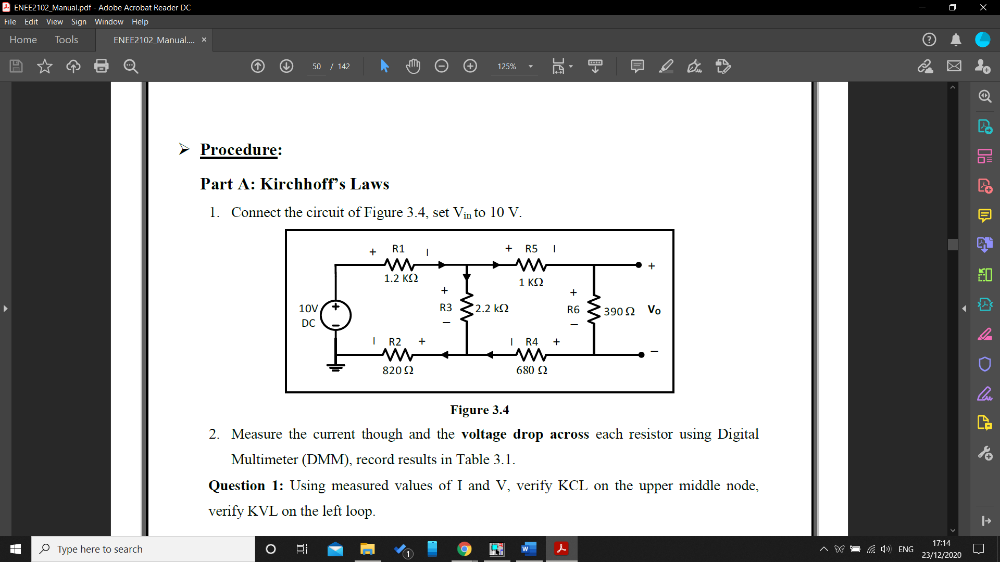 ENEE2102_Manual.pdf - Adobe Acrobat Reader DC
File Edit View Sign Window Help
Home Tools ENEE2102_Manual.... ×
50 / 142 125%
➢ Procedure:
Part A: Kirchhoff's Laws
1. Connect the circuit of Figure 3.4, set Vin to 10 V.
+ R1 I + R5 I
1.2 KΩ 1 KΩ
+
10V
DC
+
−
+
R3
−
2.2 kΩ
+
R6
−
390 Ω
Vo
I R2 + I R4 + −
820 Ω 680 Ω
Figure 3.4
2. Measure the current though and the voltage drop across each resistor using Digital
Multimeter (DMM), record results in Table 3.1.
Question 1: Using measured values of I and V, verify KCL on the upper middle node,
verify KVL on the left loop.
Type here to search
1
ENG
17:14
23/12/2020